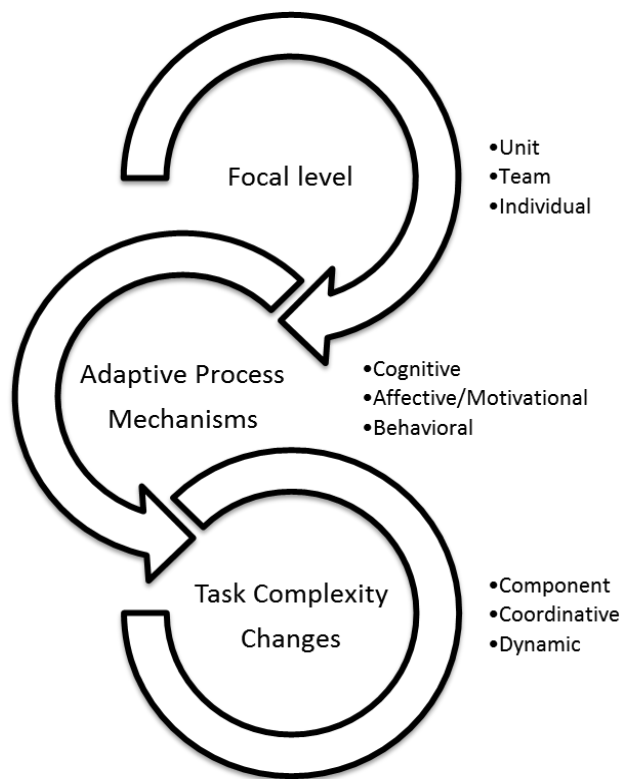 Focal level
•Unit
•Team
•Individual
Adaptive Process
Mechanisms
•Cognitive
•Affective/Motivational
•Behavioral
Task Complexity
Changes
•Component
•Coordinative
•Dynamic